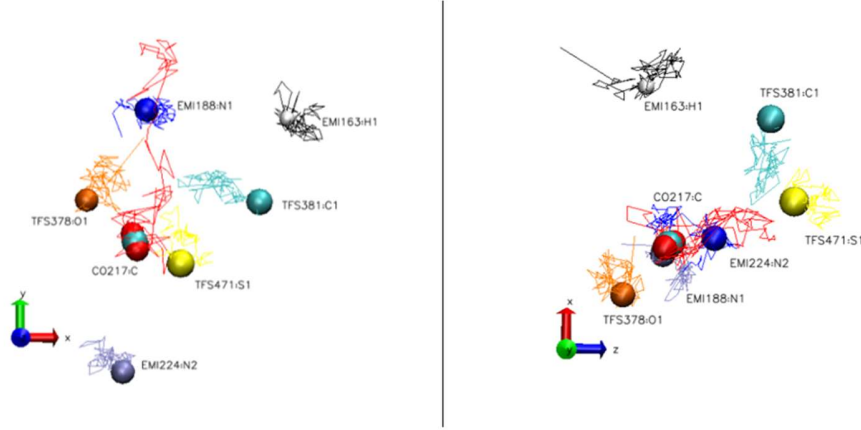 EMI188:N1
EMI163:H1
TFS378:O1
TFS381:C1
CO217:C
TFS471:S1
y
x
EMI224:N2
TFS381:C1
EMI163:H1
CO217:C
TFS471:S1
EMI224:N2
EMI188:N1
TFS378:O1
x
y
z